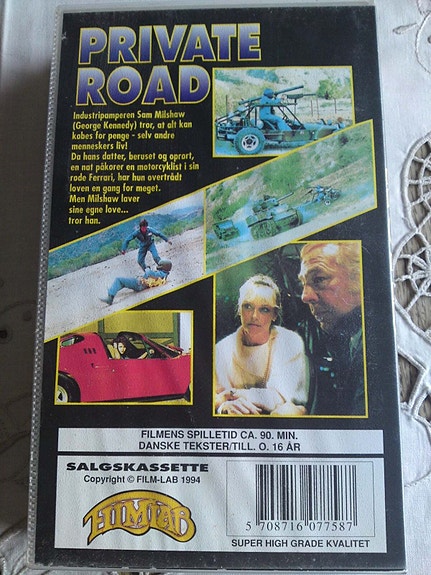 PRIVATE
ROAD
Industripamperen Sam Milshaw
(George Kennedy) tror, at alt kan
købes for penge - selv andre
menneskers liv!
Da hans datter, beruset og oprørt,
en nat påkører en motorcyklist i sin
røde Ferrari, har hun overtrådt
loven en gang for meget.
Men Milshaw laver
sine egne love...
tror han.
FILMENS SPILLETID CA. 90. MIN.
DANSKE TEKSTER/TILL. O. 16 ÅR
SALGSKASSETTE
Copyright © FILM-LAB 1994
FILMLAB
5 708716 077587
SUPER HIGH GRADE KVALITET